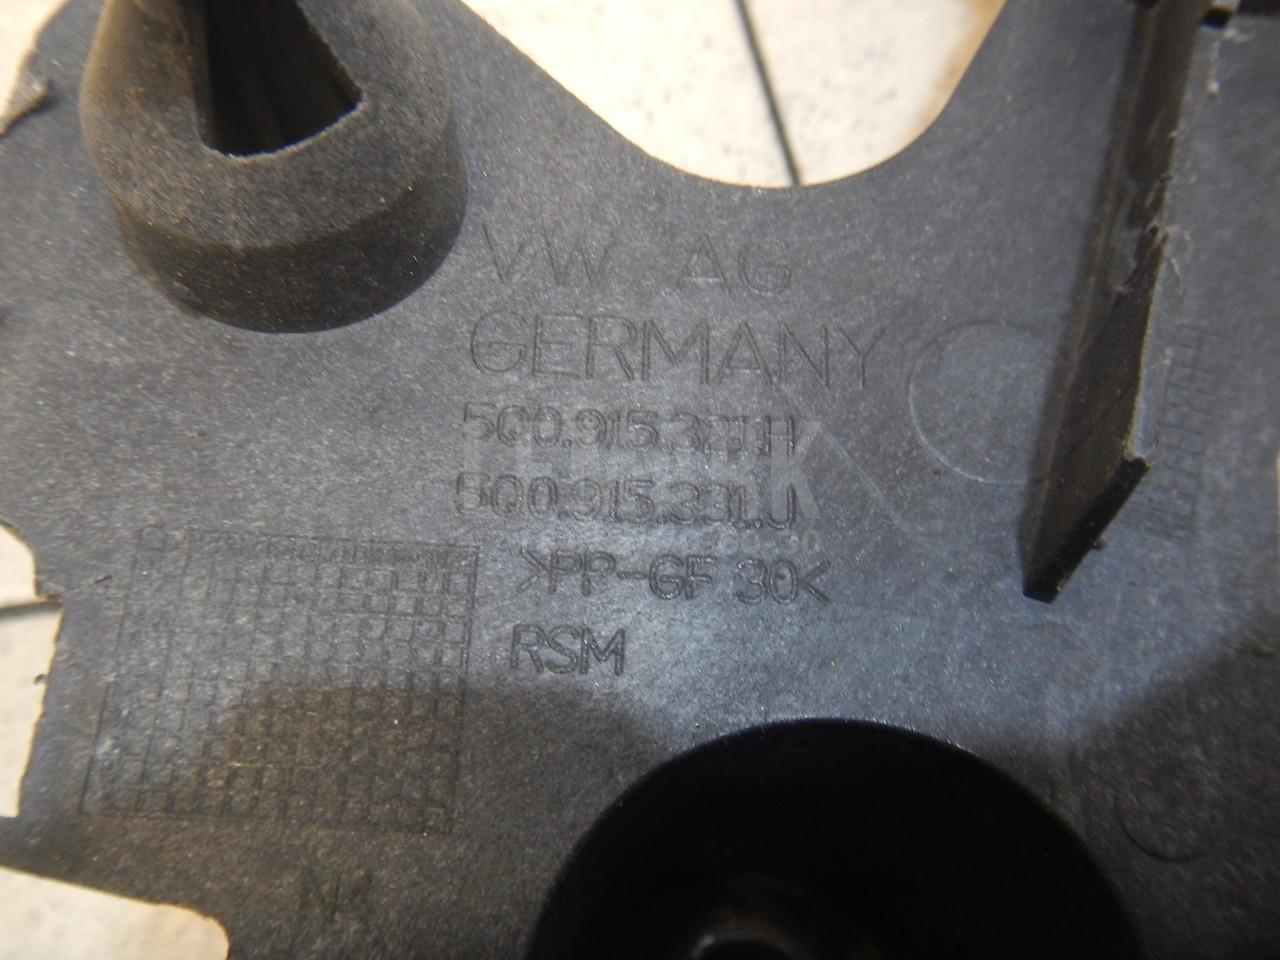 VW AG
GERMANY
5Q0.915.321.H
5Q0.915.331.J
>PP-GF 30<
RSM